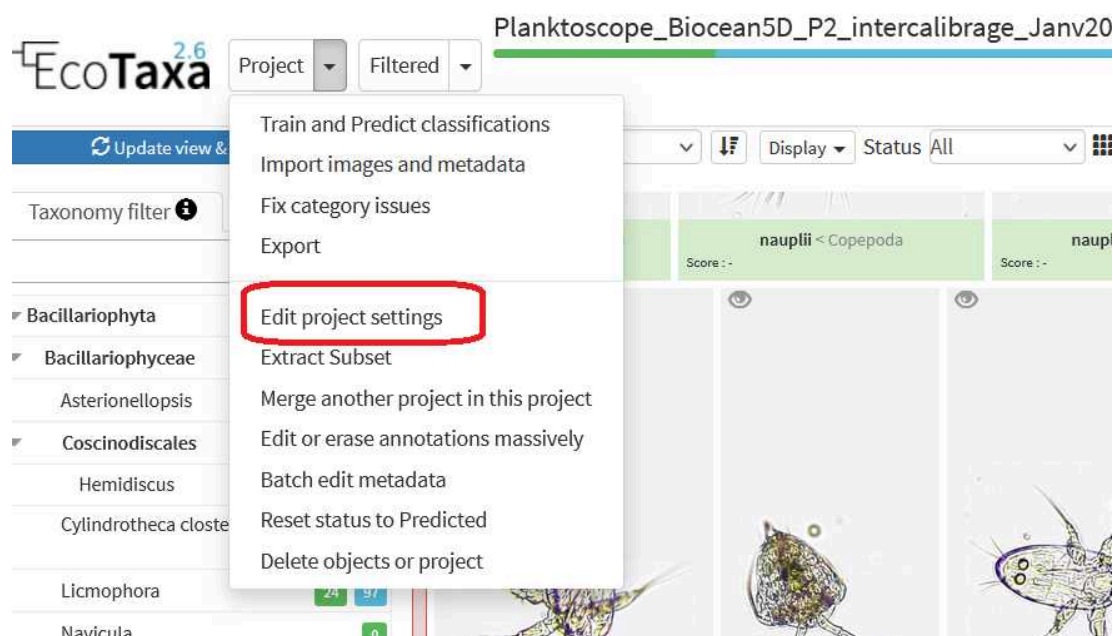 Planktoscope_Biocean5D_P2_intercalibrage_Janv20
EcoTaxa 2.6
Project
Filtered
Train and Predict classifications
Import images and metadata
Fix category issues
Export
Edit project settings
Extract Subset
Merge another project in this project
Edit or erase annotations massively
Batch edit metadata
Reset status to Predicted
Delete objects or project
Update view &
Display
Status All
Taxonomy filter
nauplii < Copepoda
Score : -
naupl
Score : -
Bacillariophyta
Bacillariophyceae
Asterionellopsis
Coscinodiscales
Hemidiscus
Cylindrotheca closte
Licmophora 24 97
Navicula 9